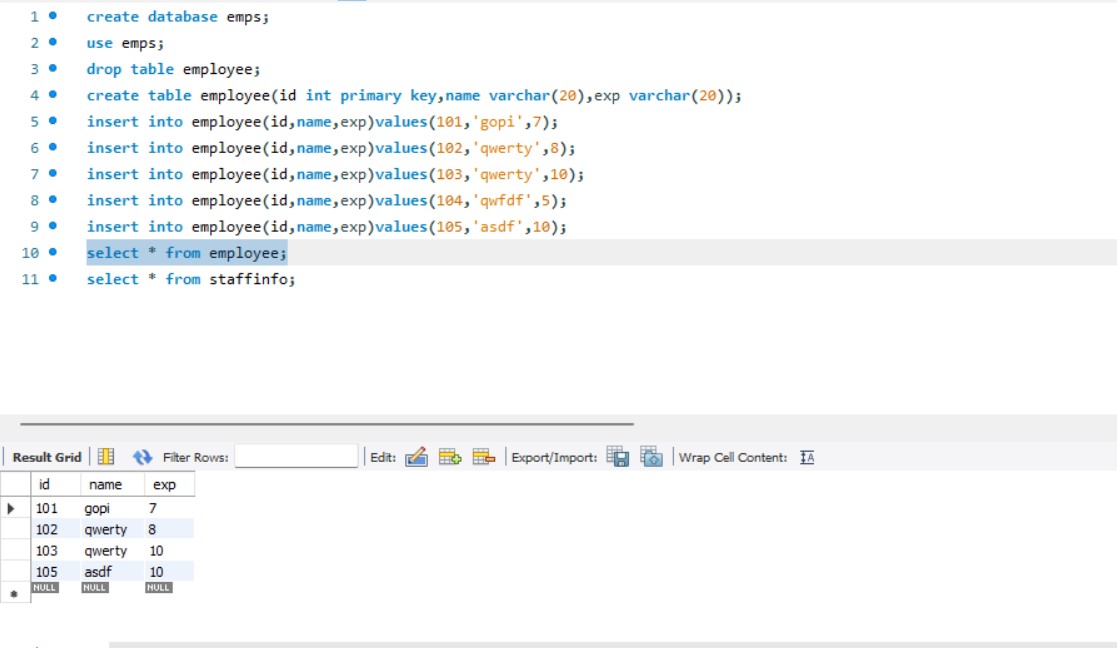 1 create database emps;
2 use emps;
3 drop table employee;
4 create table employee(id int primary key,name varchar(20),exp varchar(20));
5 insert into employee(id,name,exp)values(101,'gopi',7);
6 insert into employee(id,name,exp)values(102,'qwerty',8);
7 insert into employee(id,name,exp)values(103,'qwerty',10);
8 insert into employee(id,name,exp)values(104,'qwfdf',5);
9 insert into employee(id,name,exp)values(105,'asdf',10);
10 select * from employee;
11 select * from staffinfo;
Result Grid Filter Rows: Edit: Export/Import: Wrap Cell Content: IA
id name exp
101 gopi 7
102 qwerty 8
103 qwerty 10
105 asdf 10
NULL NULL NULL